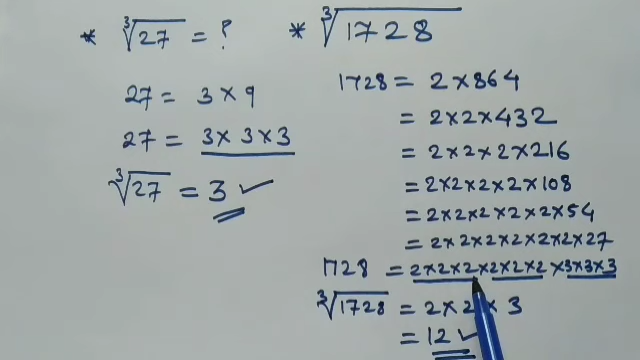 * ∛27 = ?
27 = 3 × 9
27 = 3 × 3 × 3
∛27 = 3 ✓
* ∛1728
1728 = 2 × 864
= 2 × 2 × 432
= 2 × 2 × 2 × 216
= 2 × 2 × 2 × 2 × 108
= 2 × 2 × 2 × 2 × 2 × 54
= 2 × 2 × 2 × 2 × 2 × 2 × 27
1728 = 2 × 2 × 2 × 2 × 2 × 2 × 3 × 3 × 3
∛1728 = 2 × 2 × 3
= 12 ✓